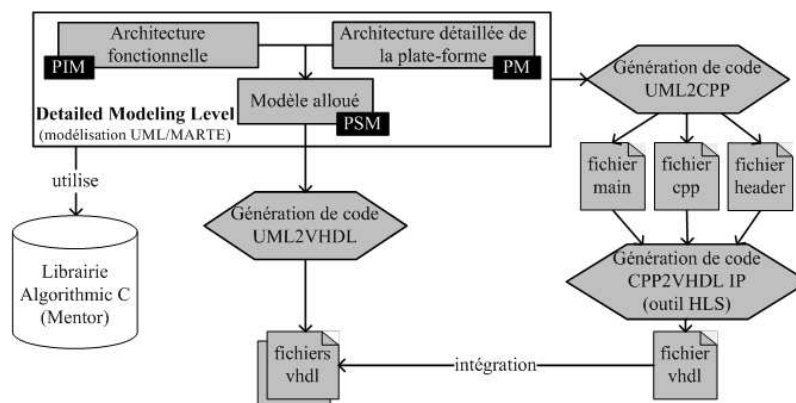 Architecture
fonctionnelle
PIM
Architecture détaillée de
la plate-forme
PM
Modèle alloué
PSM
Detailed Modeling Level
(modélisation UML/MARTE)
Génération de code
UML2CPP
fichier
main
fichier
cpp
fichier
header
utilise
Génération de code
UML2VHDL
Librairie
Algorithmic C
(Mentor)
Génération de code
CPP2VHDL IP
(outil HLS)
fichiers
vhdl
intégration
fichier
vhdl